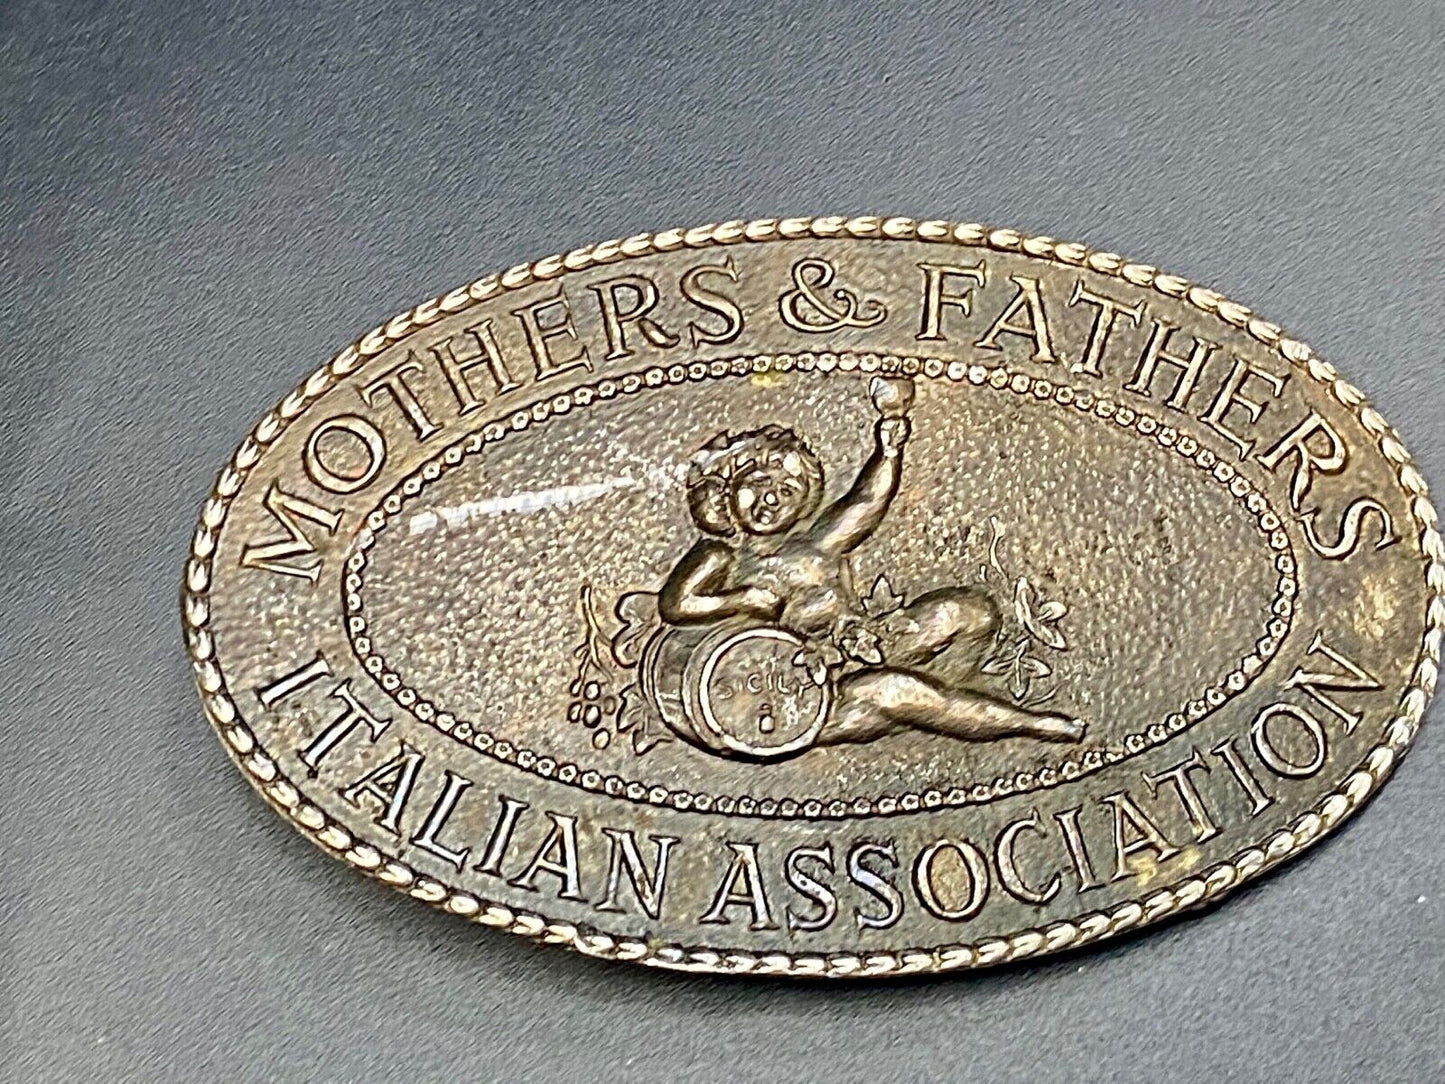 MOTHERS & FATHERS
SICILY
ITALIAN ASSOCIATION